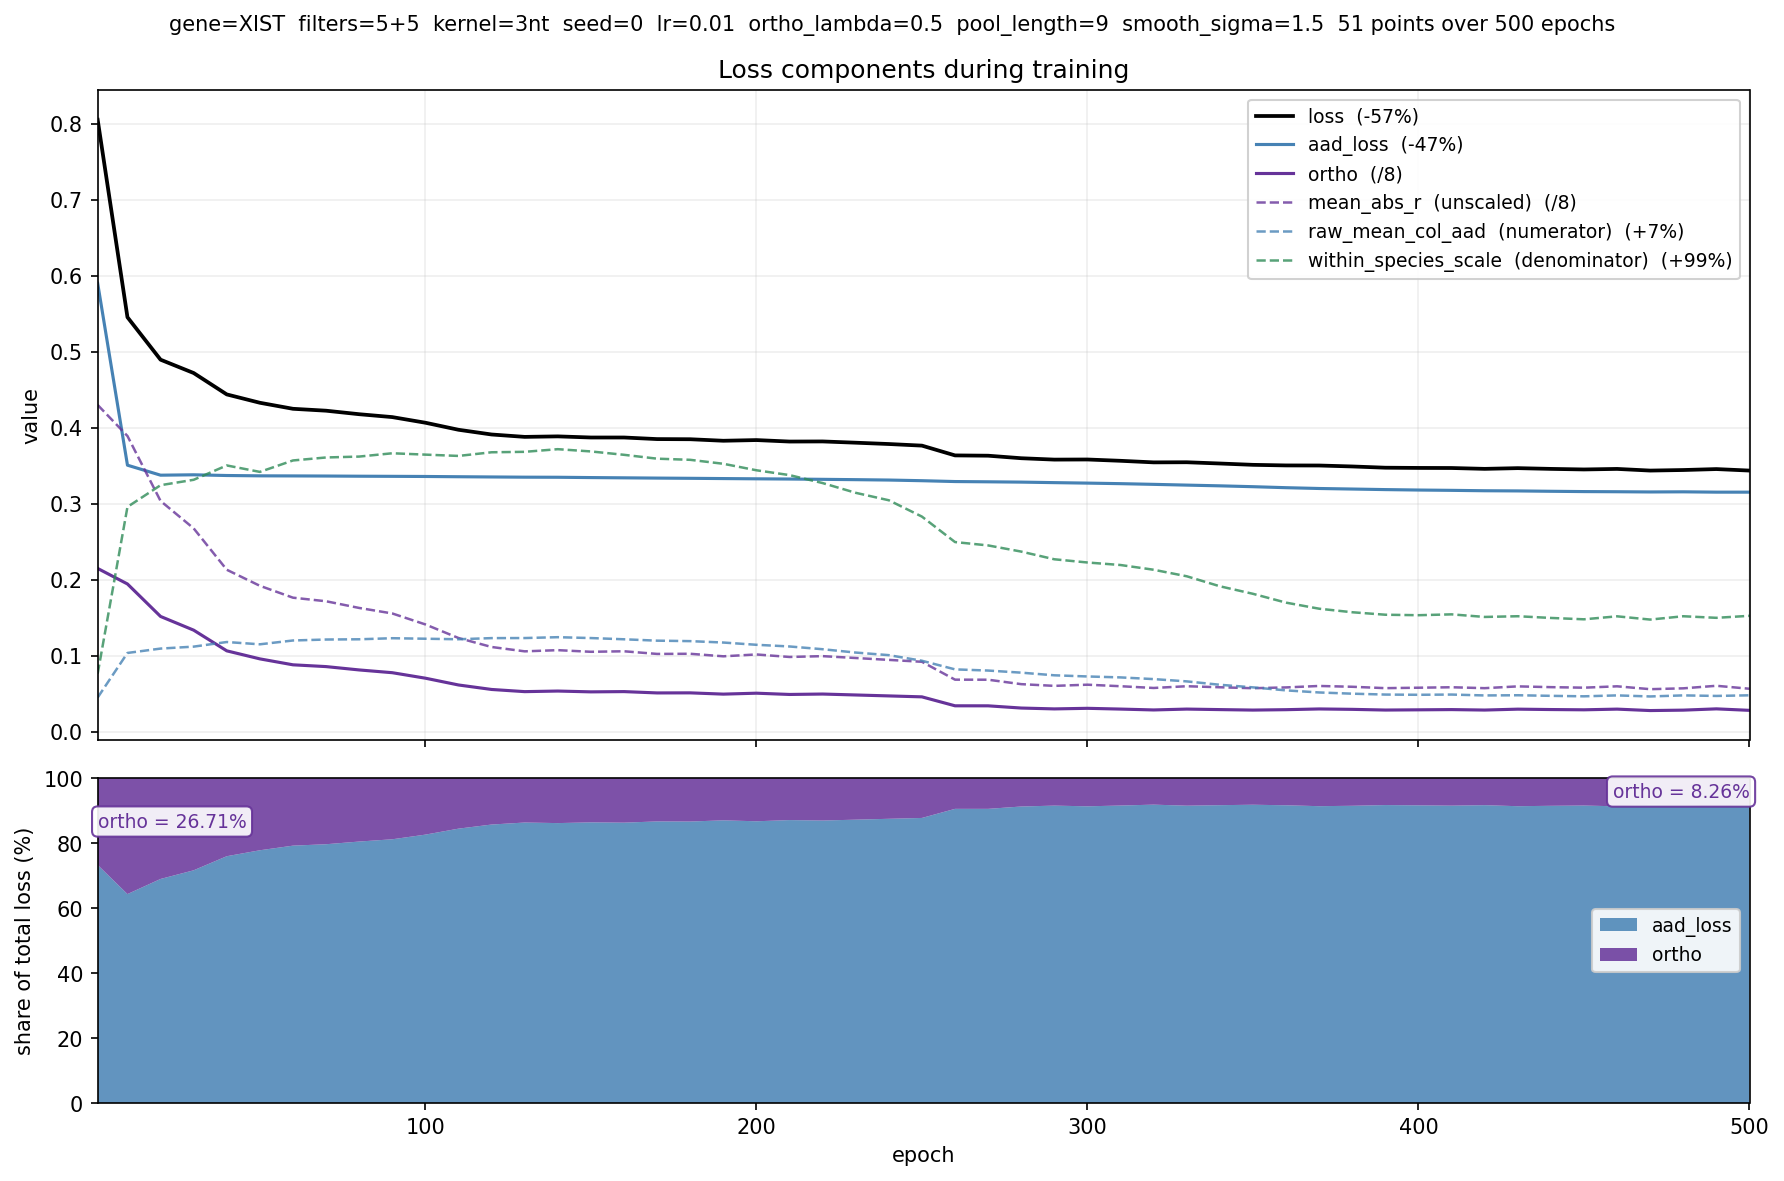 gene=XIST  filters=5+5  kernel=3nt  seed=0  lr=0.01  ortho_lambda=0.5  pool_length=9  smooth_sigma=1.5  51 points over 500 epochs
Loss components during training
loss  (-57%)
aad_loss  (-47%)
ortho  (/8)
mean_abs_r  (unscaled)  (/8)
raw_mean_col_aad  (numerator)  (+7%)
within_species_scale  (denominator)  (+99%)
value
0.8
0.7
0.6
0.5
0.4
0.3
0.2
0.1
0.0
share of total loss (%)
100
80
60
40
20
0
ortho = 26.71%
ortho = 8.26%
aad_loss
ortho
100
200
300
400
500
epoch